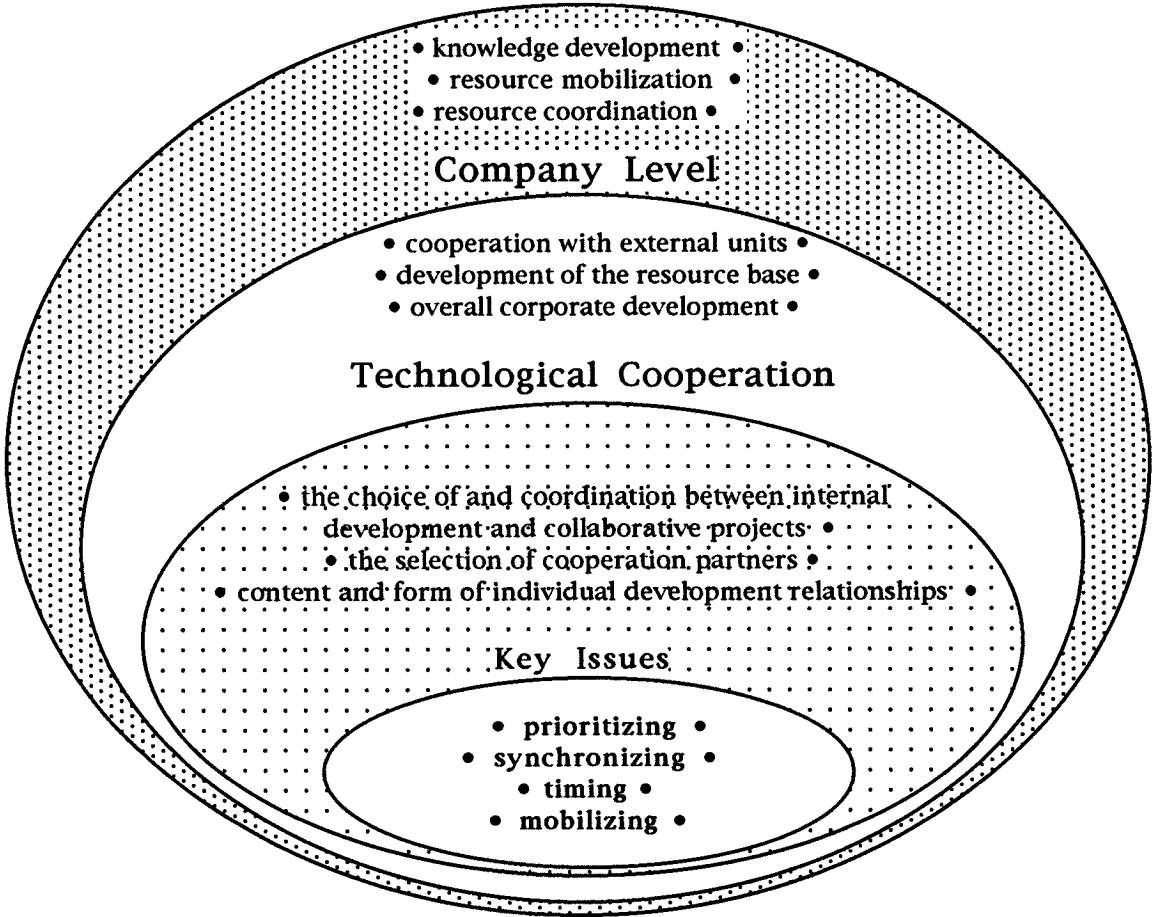 • knowledge development •
• resource mobilization •
• resource coordination •
Company Level
• cooperation with external units •
• development of the resource base •
• overall corporate development •
Technological Cooperation
• the choice of and coordination between internal
development and collaborative projects •
• the selection of cooperation partners •
• content and form of individual development relationships •
Key Issues
• prioritizing •
• synchronizing •
• timing •
• mobilizing •